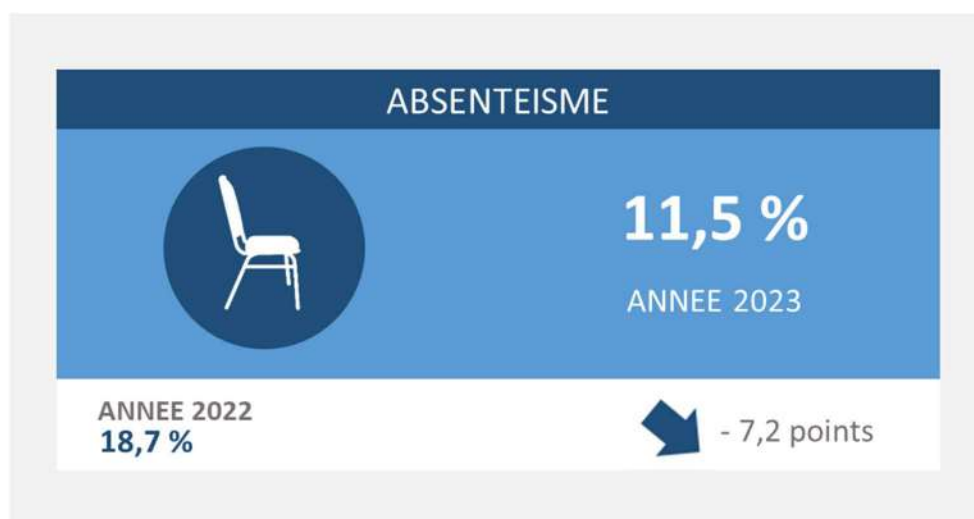 ABSENTEISME
11,5 %
ANNEE 2023
ANNEE 2022
18,7 %
- 7,2 points